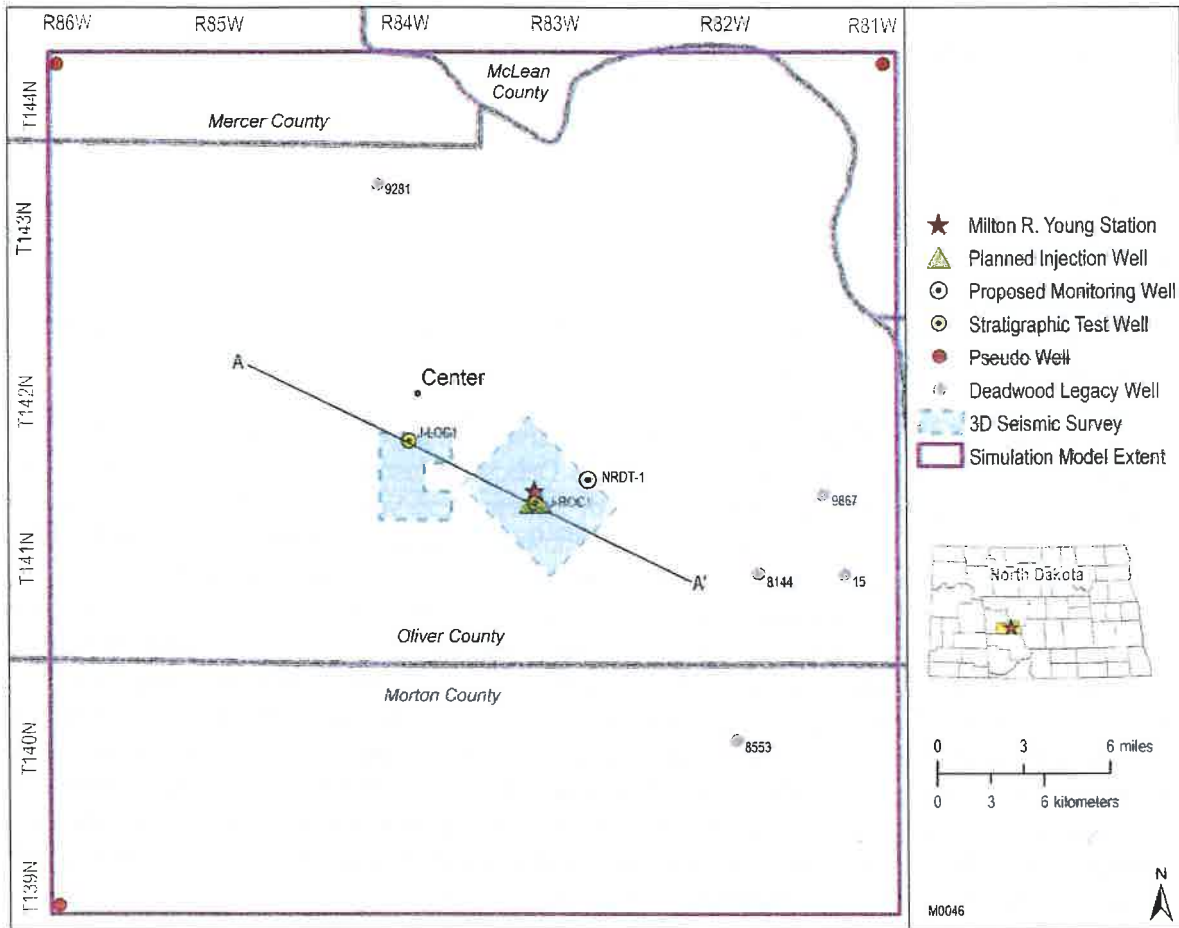 R86W R85W R84W R83W R82W R81W
T144N
T143N
T142N
T141N
T140N
T139N
McLean
County
Mercer County
9281
A
Center
J-LOG1
NRDT-1
J-ROC1
9867
A'
8144
15
Oliver County
Morton County
8553
Milton R. Young Station
Planned Injection Well
Proposed Monitoring Well
Stratigraphic Test Well
Pseudo Well
Deadwood Legacy Well
3D Seismic Survey
Simulation Model Extent
North Dakota
0 3 6 miles
0 3 6 kilometers
M0046
N